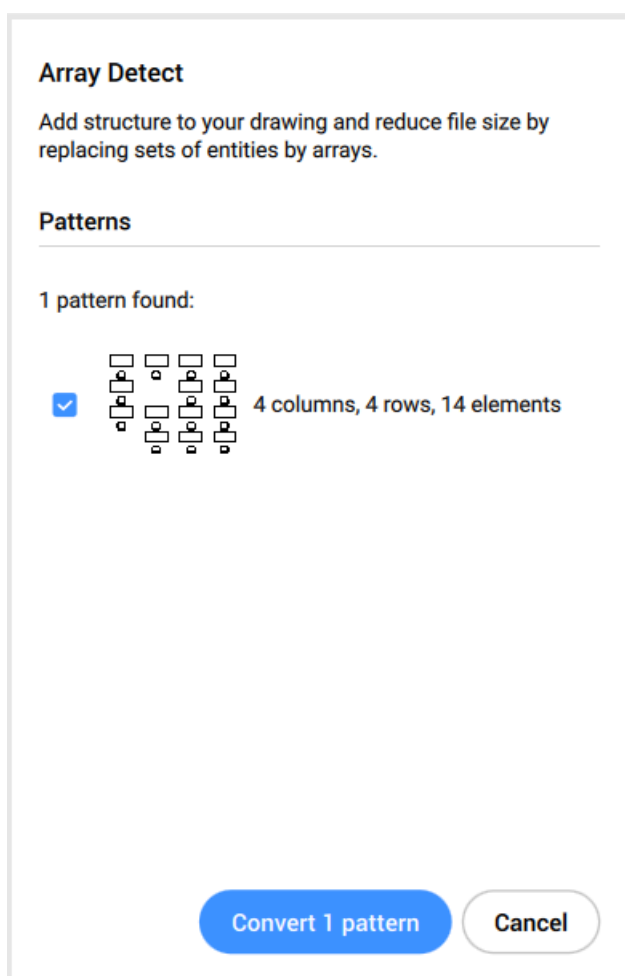 Array Detect
Add structure to your drawing and reduce file size by
replacing sets of entities by arrays.
Patterns
1 pattern found:
4 columns, 4 rows, 14 elements
Convert 1 pattern
Cancel